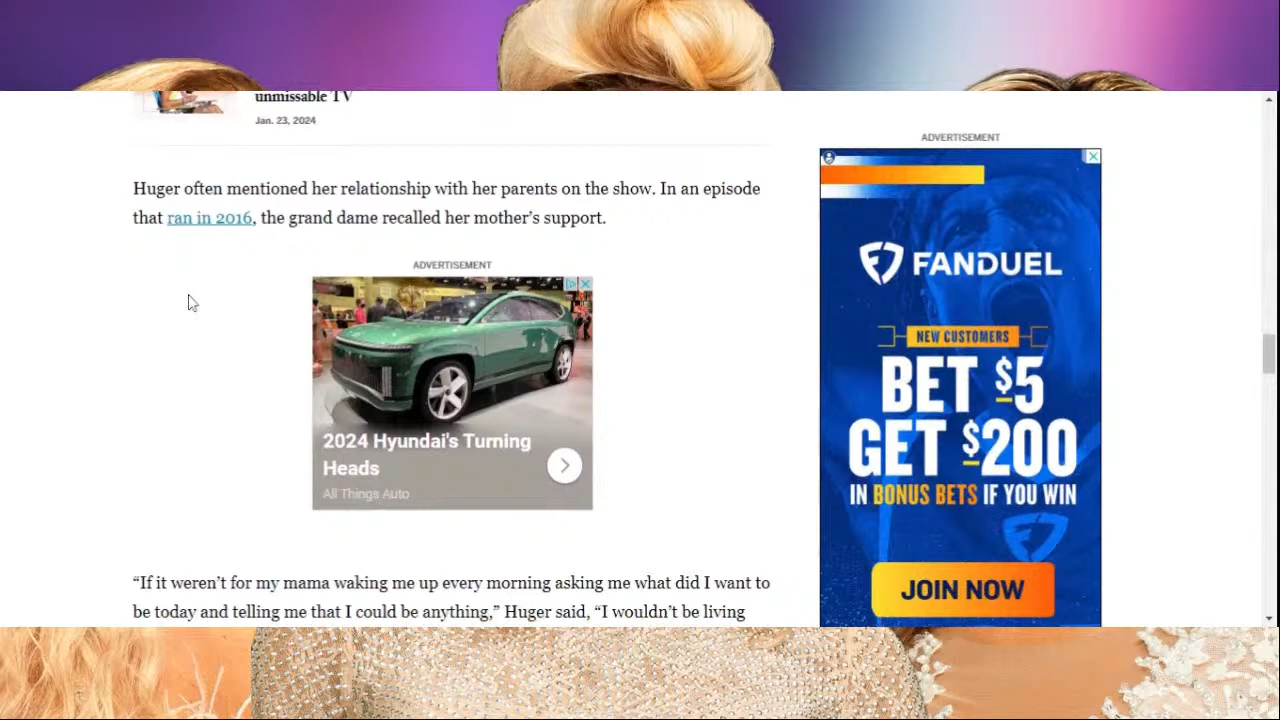 unmissable TV
Jan. 23, 2024
Huger often mentioned her relationship with her parents on the show. In an episode
that ran in 2016, the grand dame recalled her mother’s support.
ADVERTISEMENT
2024 Hyundai's Turning
Heads
All Things Auto
“If it weren’t for my mama waking me up every morning asking me what did I want to
be today and telling me that I could be anything,” Huger said, “I wouldn’t be living
ADVERTISEMENT
FANDUEL
NEW CUSTOMERS
BET $5
GET $200
IN BONUS BETS IF YOU WIN
JOIN NOW